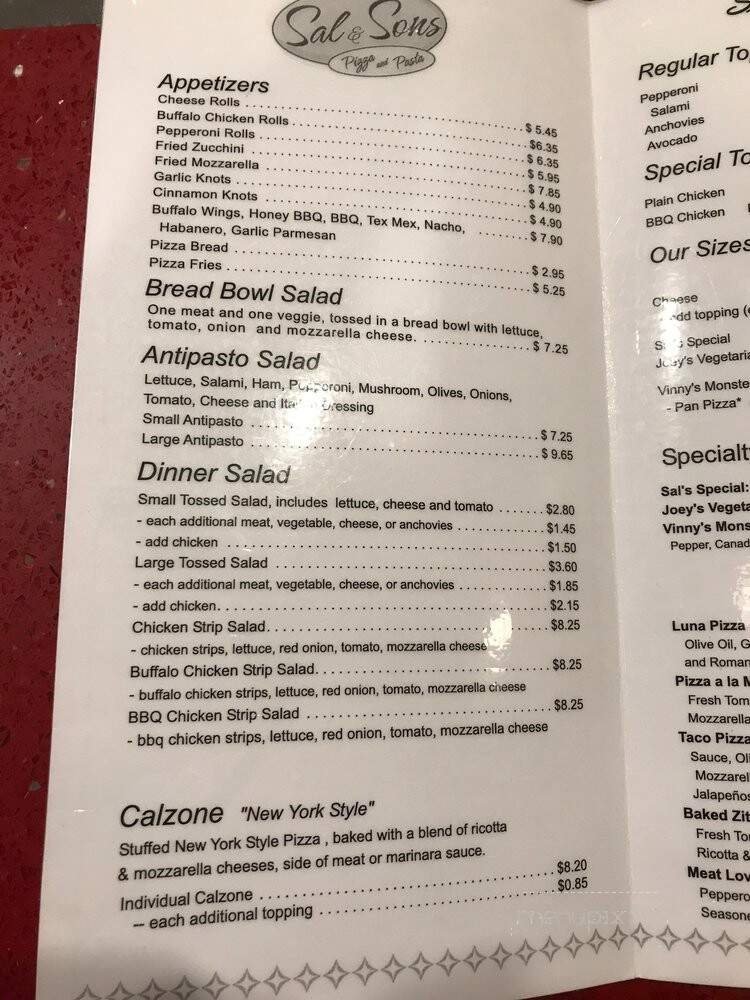 Sal & Sons
Pizza and Pasta
Appetizers
Cheese Rolls $ 5.45
Buffalo Chicken Rolls $6.35
Pepperoni Rolls $ 6.35
Fried Zucchini $ 5.95
Fried Mozzarella $ 7.85
Garlic Knots $ 4.90
Cinnamon Knots $ 4.90
Buffalo Wings, Honey BBQ, BBQ, Tex Mex, Nacho,
Habanero, Garlic Parmesan $ 7.90
Pizza Bread $ 2.95
Pizza Fries $ 5.25
Bread Bowl Salad
One meat and one veggie, tossed in a bread bowl with lettuce,
tomato, onion and mozzarella cheese. $ 7.25
Antipasto Salad
Lettuce, Salami, Ham, Pepperoni, Mushroom, Olives, Onions,
Tomato, Cheese and Italian Dressing
Small Antipasto $ 7.25
Large Antipasto $ 9.65
Dinner Salad
Small Tossed Salad, includes lettuce, cheese and tomato $2.80
- each additional meat, vegetable, cheese, or anchovies $1.45
- add chicken $1.50
Large Tossed Salad $3.60
- each additional meat, vegetable, cheese, or anchovies $1.85
- add chicken $2.15
Chicken Strip Salad $8.25
- chicken strips, lettuce, red onion, tomato, mozzarella cheese
Buffalo Chicken Strip Salad $8.25
- buffalo chicken strips, lettuce, red onion, tomato, mozzarella cheese
BBQ Chicken Strip Salad $8.25
- bbq chicken strips, lettuce, red onion, tomato, mozzarella cheese
Calzone "New York Style"
Stuffed New York Style Pizza , baked with a blend of ricotta
& mozzarella cheeses, side of meat or marinara sauce.
Individual Calzone $8.20
-- each additional topping $0.85
Regular To
Pepperoni
Salami
Anchovies
Avocado
Special To
Plain Chicken
BBQ Chicken
Our Sizes
Cheese
add topping (
Sal's Special
Joey's Vegetaria
Vinny's Monste
- Pan Pizza*
Specialt
Sal's Special:
Joey's Vegeta
Vinny's Mons
Pepper, Canad
Luna Pizza
Olive Oil, G
and Roman
Pizza a la M
Fresh Tom
Mozzarella
Taco Pizza
Sauce, Oli
Mozzarel
Jalapeños
Baked Zit
Fresh To
Ricotta &
Meat Lov
Peppero
Seasone